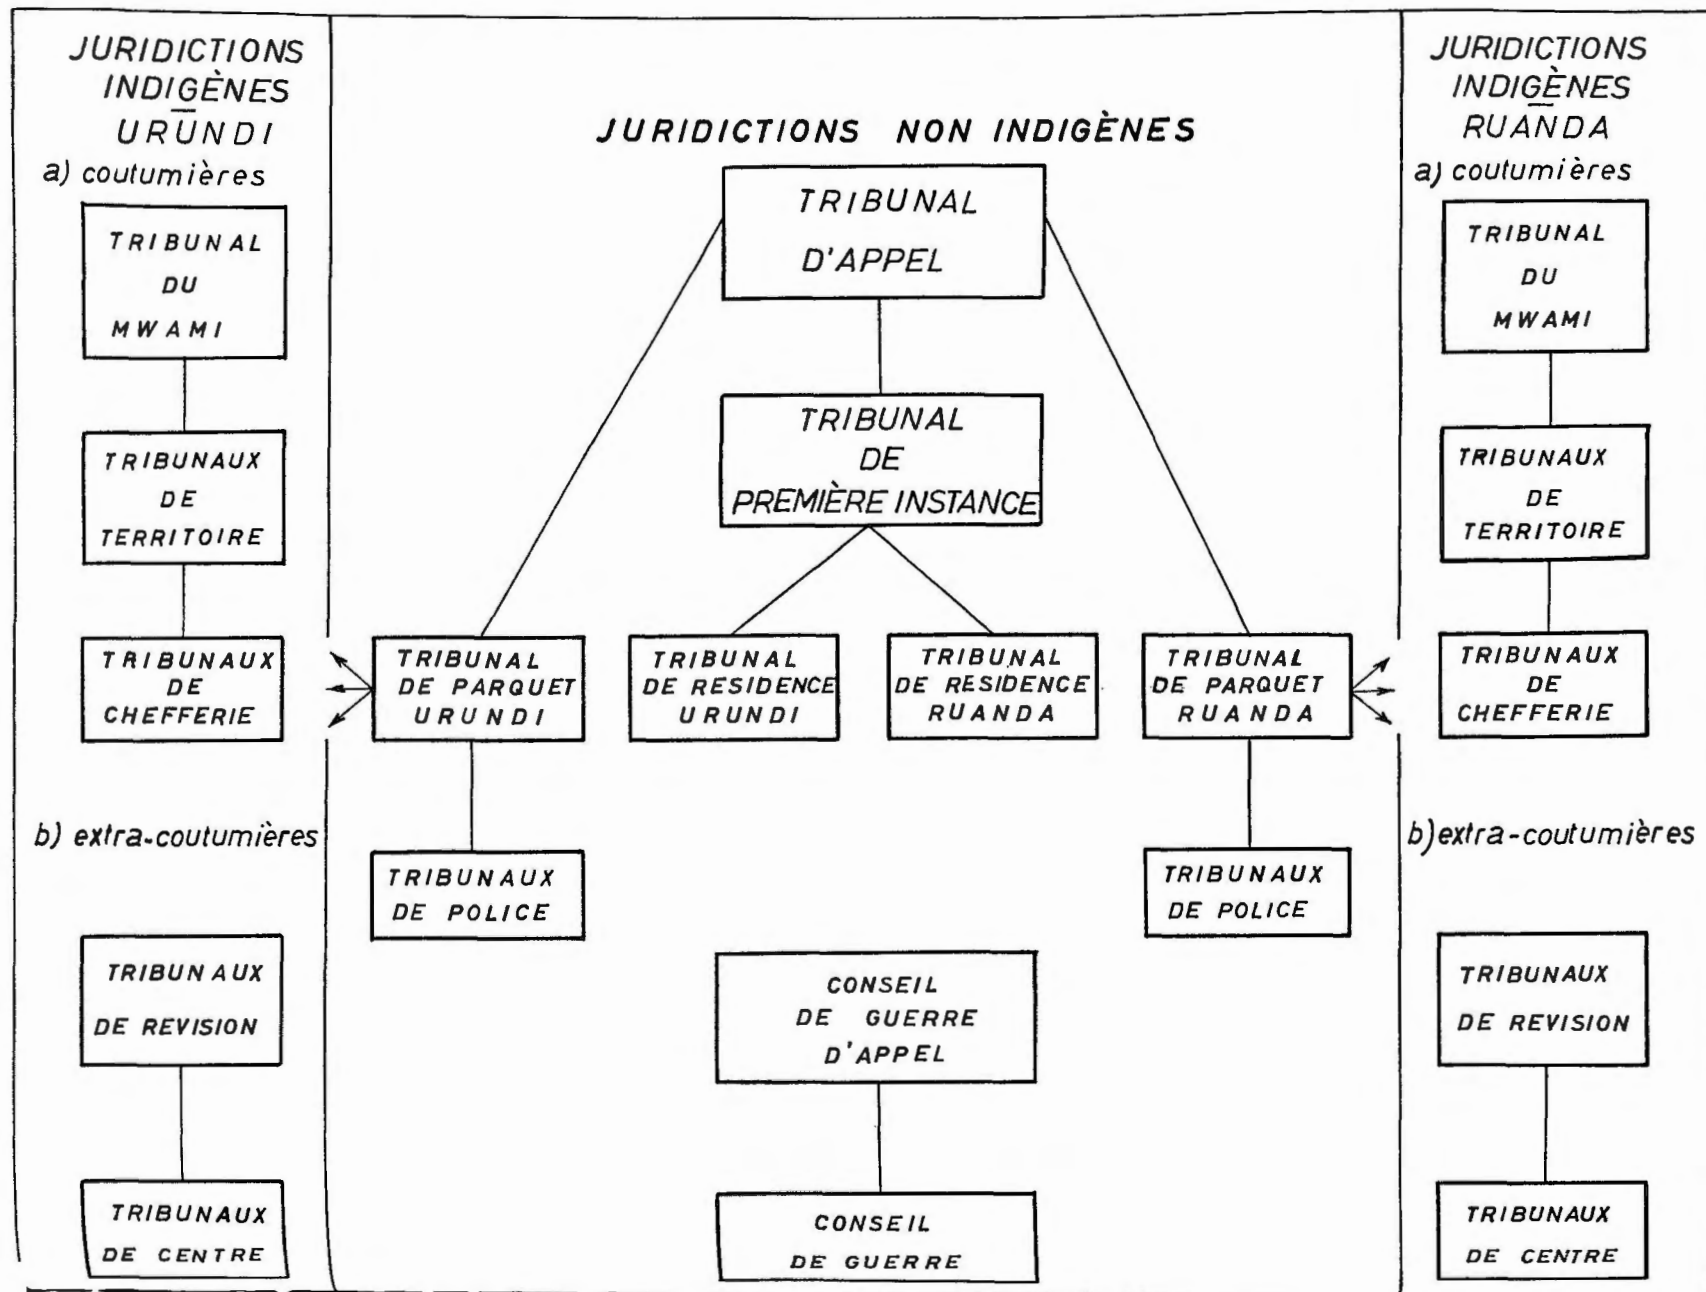 JURIDICTIONS
INDIGÈNES
URUNDI
a) coutumières
TRIBUNAL
DU
MWAMI
TRIBUNAUX
DE
TERRITOIRE
TRIBUNAUX
DE
CHEFFERIE
b) extra-coutumières
TRIBUNAUX
DE REVISION
TRIBUNAUX
DE CENTRE
JURIDICTIONS NON INDIGÈNES
TRIBUNAL
D'APPEL
TRIBUNAL
DE
PREMIÈRE INSTANCE
TRIBUNAL
DE PARQUET
URUNDI
TRIBUNAL
DE RESIDENCE
URUNDI
TRIBUNAL
DE RESIDENCE
RUANDA
TRIBUNAL
DE PARQUET
RUANDA
TRIBUNAUX
DE POLICE
TRIBUNAUX
DE POLICE
CONSEIL
DE GUERRE
D'APPEL
CONSEIL
DE GUERRE
JURIDICTIONS
INDIGÈNES
RUANDA
a) coutumières
TRIBUNAL
DU
MWAMI
TRIBUNAUX
DE
TERRITOIRE
TRIBUNAUX
DE
CHEFFERIE
b) extra-coutumières
TRIBUNAUX
DE REVISION
TRIBUNAUX
DE CENTRE